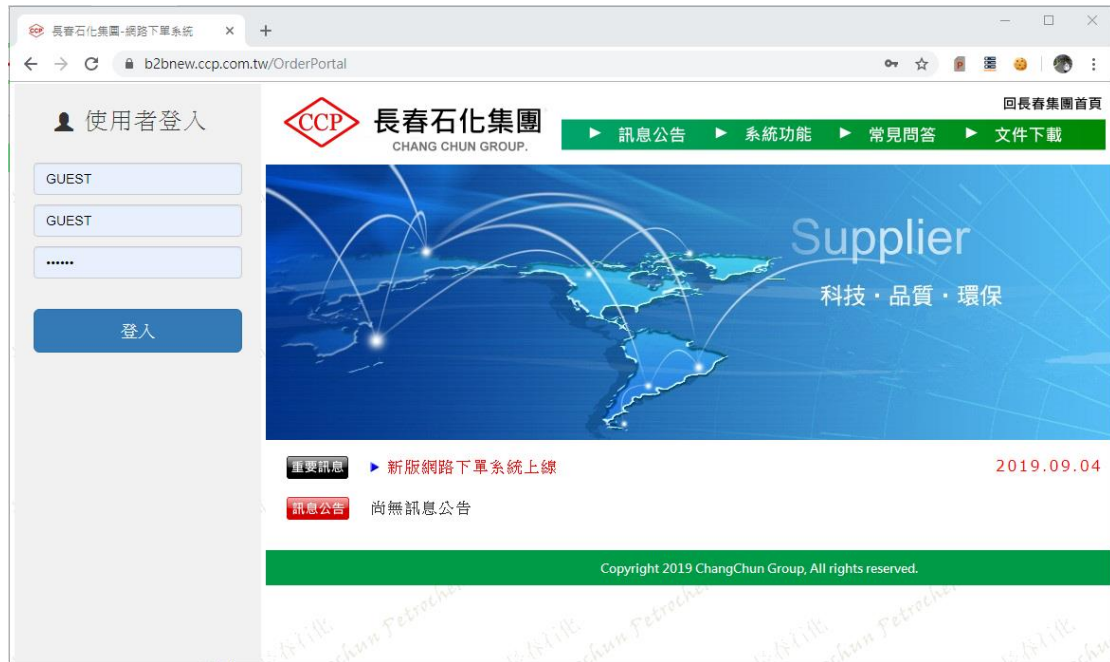 長春石化集團-網路下單系統
b2bnew.ccp.com.tw/OrderPortal
使用者登入
GUEST
GUEST
••••••
登入
回長春集團首頁
CCP
長春石化集團
CHANG CHUN GROUP.
訊息公告
系統功能
常見問答
文件下載
Supplier
科技・品質・環保
重要訊息
新版網路下單系統上線
2019.09.04
訊息公告
尚無訊息公告
Copyright 2019 ChangChun Group, All rights reserved.